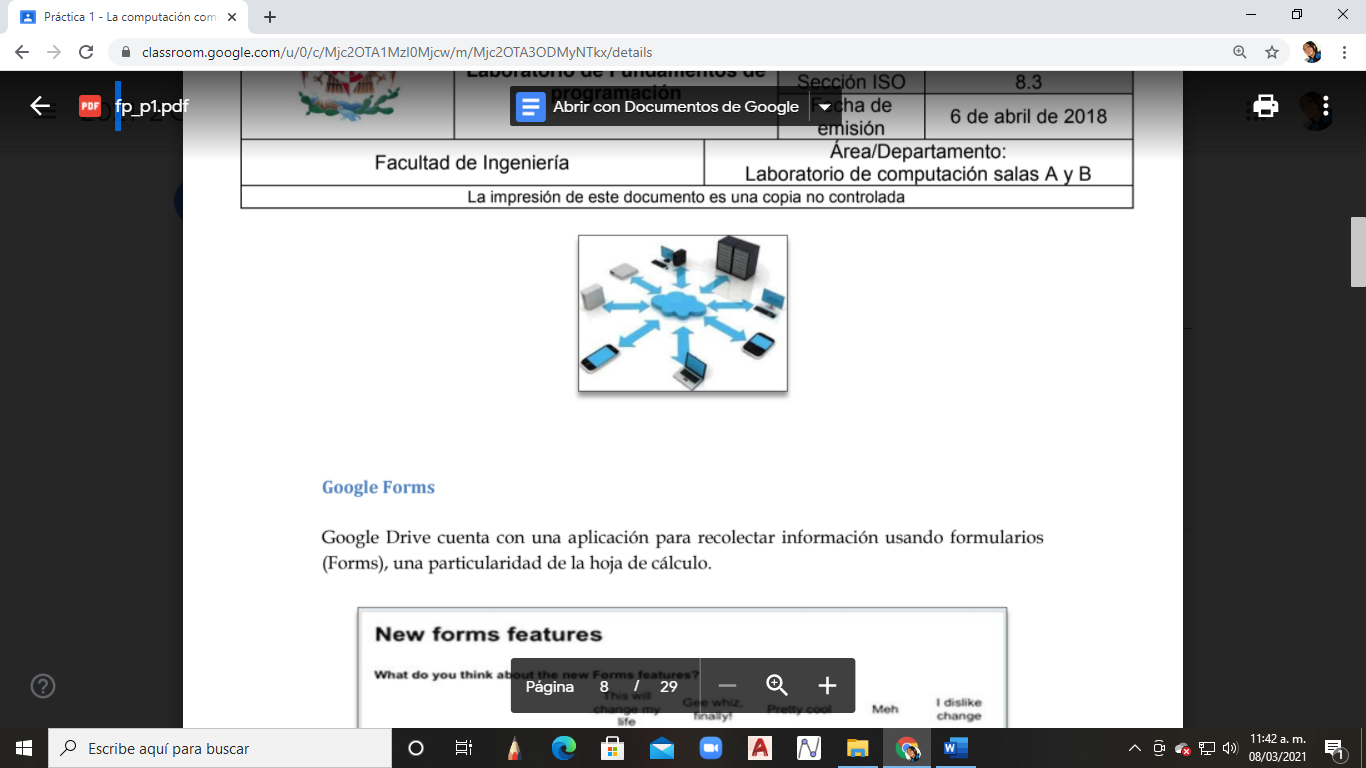 Práctica 1 - La computación com
classroom.google.com/u/0/c/Mjc2OTA1MzI0Mjcw/m/Mjc2OTA3ODMyNTkx/details
PDF fp_p1.pdf
Abrir con Documentos de Google
Laboratorio de Fundamentos de
programación
Sección ISO
8.3
Fecha de
emisión
6 de abril de 2018
Facultad de Ingeniería
Área/Departamento:
Laboratorio de computación salas A y B
La impresión de este documento es una copia no controlada
Google Forms
Google Drive cuenta con una aplicación para recolectar información usando formularios
(Forms), una particularidad de la hoja de cálculo.
New forms features
What do you think about the new Forms features?
This will
change my
life
Gee whiz,
finally!
Pretty cool
Meh
I dislike
change
Página 8 / 29
Escribe aquí para buscar
11:42 a. m.
08/03/2021
1